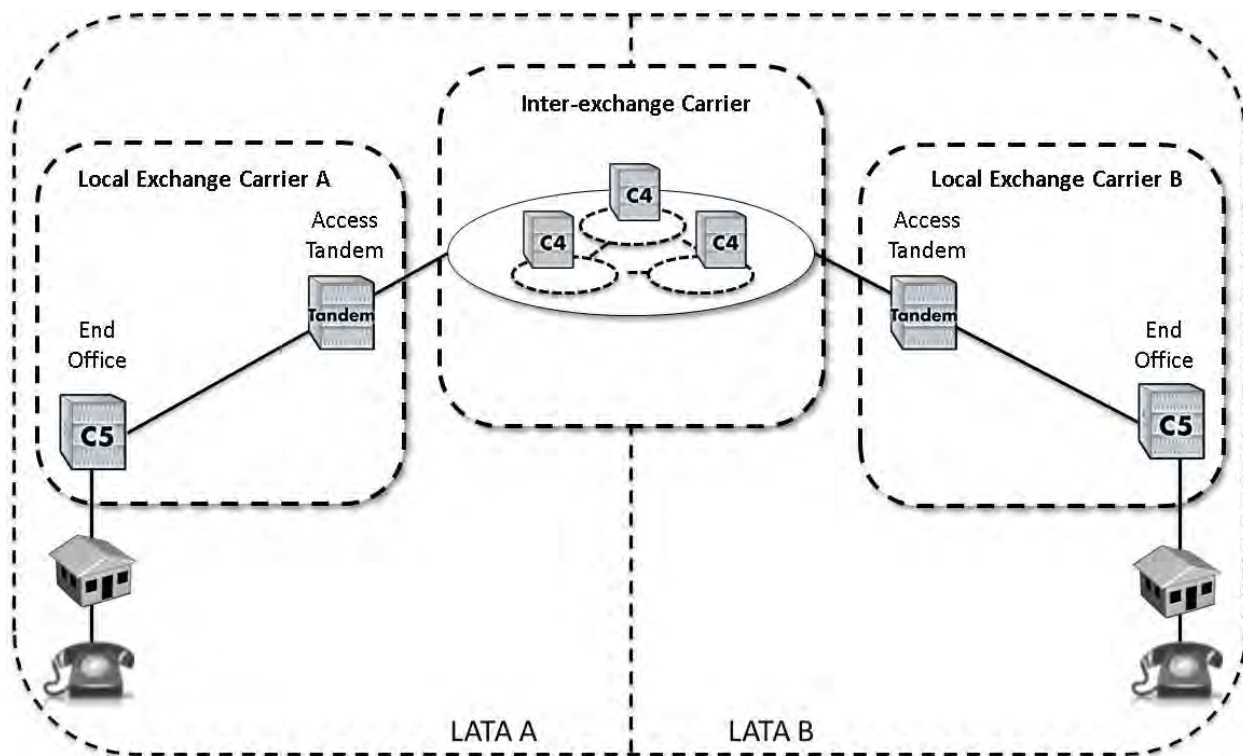 Inter-exchange Carrier
Local Exchange Carrier A
Local Exchange Carrier B
C4
Access
Tandem
C4
C4
Access
Tandem
Tandem
Tandem
End
Office
End
Office
C5
C5
LATA A
LATA B